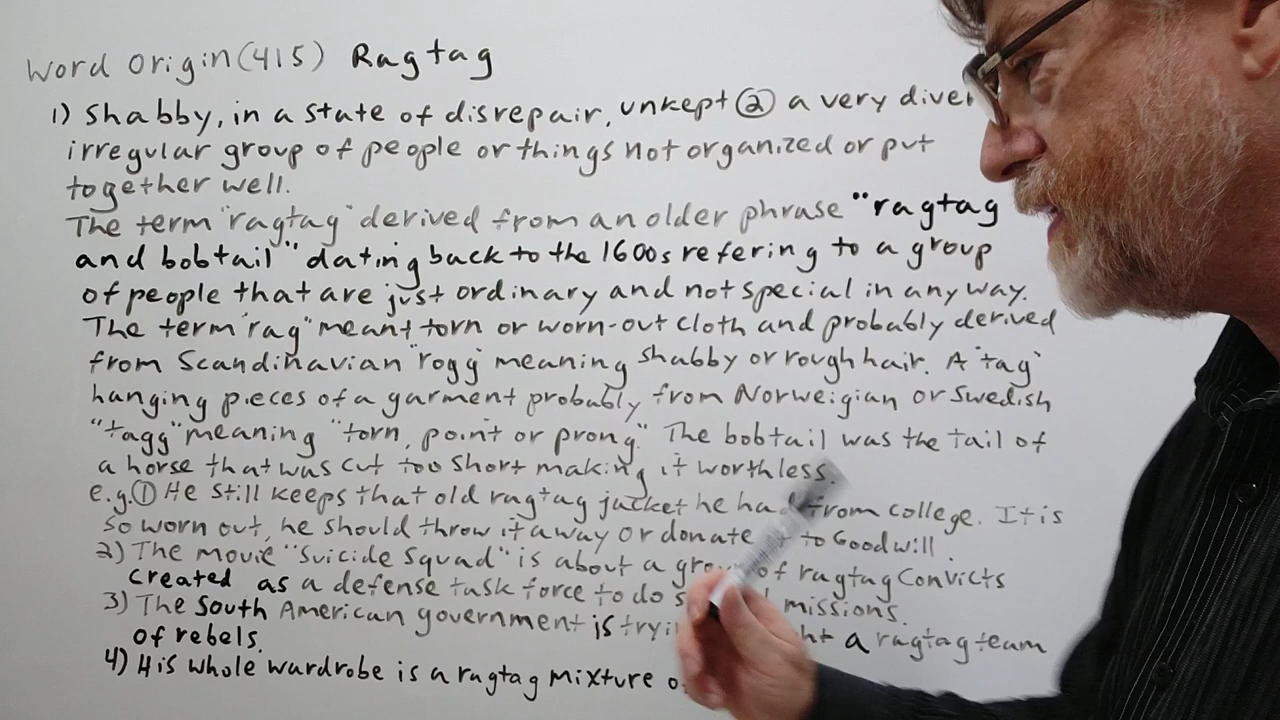 Word Origin (415) Ragtag
1) Shabby, in a state of disrepair, unkept ② a very
irregular group of people or things not organized or put
together well.
The term "ragtag" derived from an older phrase "ragtag
and bobtail" dating back to the 1600s refering to a group
of people that are just ordinary and not special in any way.
The term "rag" meant torn or worn-out cloth and probably derived
from Scandinavian "rogg" meaning shabby or rough hair. A "tag"
hanging pieces of a garment probably from Norweigian or Swedish
"tagg" meaning "torn, point or prong." The bobtail was the tail of
a horse that was cut too short making it worthless.
e.g. ① He still keeps that old ragtag jacket he had from college. It is
so worn out, he should throw it away or donate to Goodwill.
2) The movie "Suicide Squad" is about a of ragtag convicts
created as a defense task force to do missions.
3) The South American government is a ragtag team
of rebels.
4) His whole wardrobe is a ragtag mixture